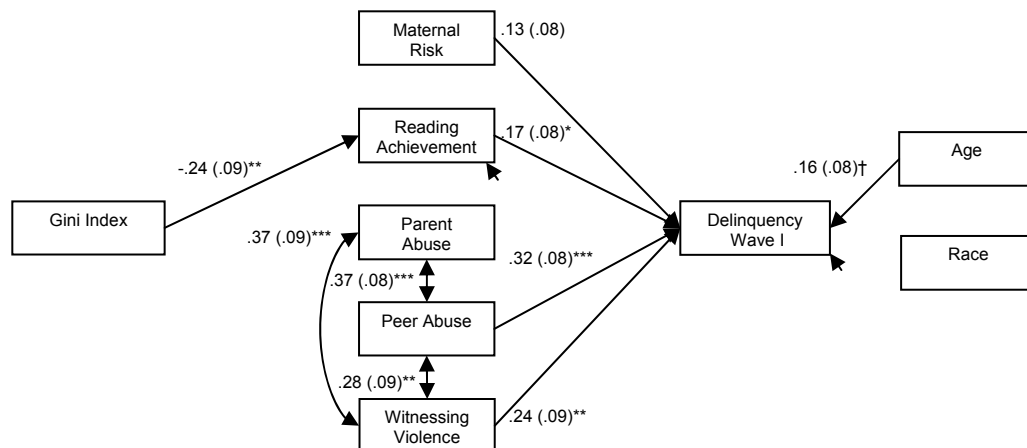 Maternal
Risk
.13 (.08)
Reading
Achievement
.17 (.08)*
-.24 (.09)**
Gini Index
Parent
Abuse
.37 (.09)***
.37 (.08)***
Peer Abuse
.32 (.08)***
.28 (.09)**
Witnessing
Violence
.24 (.09)**
Delinquency
Wave I
.16 (.08)†
Age
Race